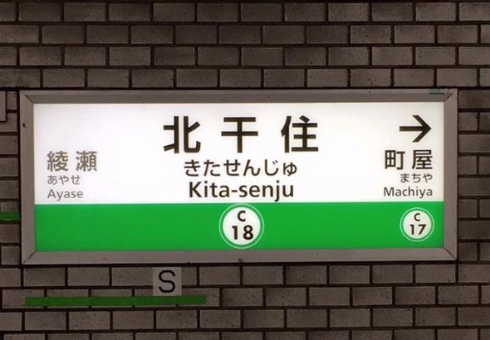 北千住
きたせんじゅ
Kita-senju
C
18
綾瀬
あやせ
Ayase
→
町屋
まちや
Machiya
C
17
S